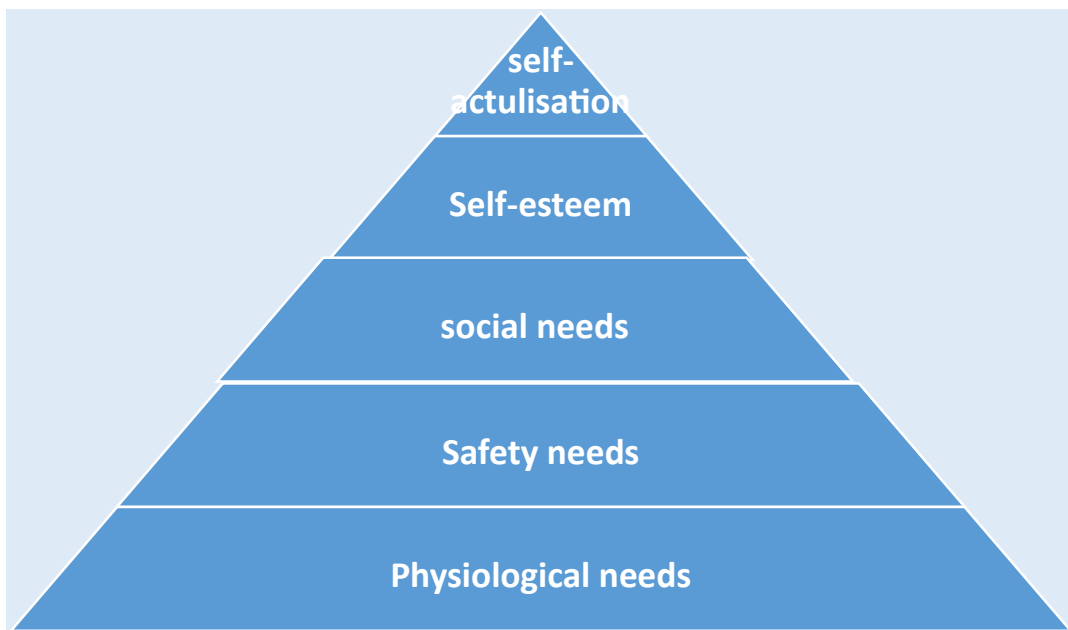 self-
actulisation
Self-esteem
social needs
Safety needs
Physiological needs